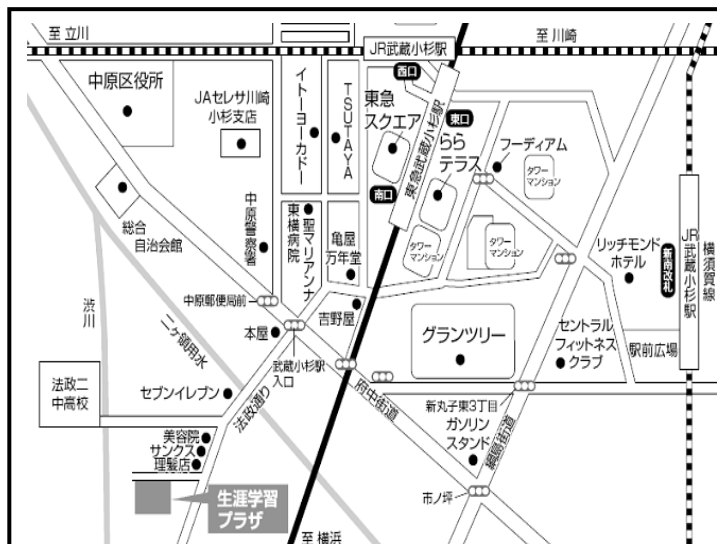 至 立川
JR武蔵小杉駅
至 川崎
中原区役所
JAセレサ川崎
小杉支店
イトーヨーカドー
TSUTAYA
西口
東急
スクエア
東急武蔵小杉駅
東口
らら
テラス
フーディアム
タワー
マンション
南口
総合
自治会館
中原警察署
聖マリアンナ
東横病院
亀屋
万年堂
タワー
マンション
タワー
マンション
リッチモンド
ホテル
新南改札
JR武蔵小杉駅
横須賀線
渋川
二ヶ領用水
中原郵便局前
本屋
武蔵小杉駅
入口
吉野屋
グランツリー
セントラル
フィットネス
クラブ
駅前広場
法政二
中高校
セブンイレブン
法政通り
府中街道
新丸子東3丁目
ガソリン
スタンド
綱島街道
美容院
サンクス
理髪店
市ノ坪
生涯学習
プラザ
至 横浜